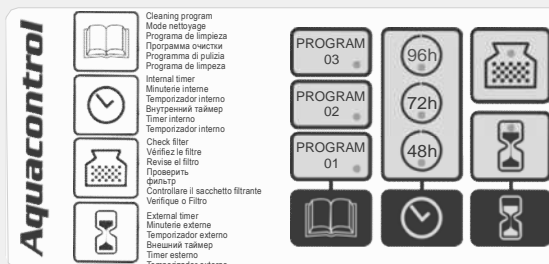 Aquacontrol
Cleaning program
Mode nettoyage
Programa de limpieza
Программа очистки
Programma di pulizia
Programa de limpeza
Internal timer
Minuterie interne
Temporizador interno
Внутренний таймер
Timer interno
Temporizador interno
Check filter
Vérifiez le filtre
Revise el filtro
Проверить
фильтр
Controllare il sacchetto filtrante
Verifique o Filtro
External timer
Minuterie externe
Temporizador externo
Внешний таймер
Timer esterno
Temporizador externo
PROGRAM
03
PROGRAM
02
PROGRAM
01
96h
72h
48h